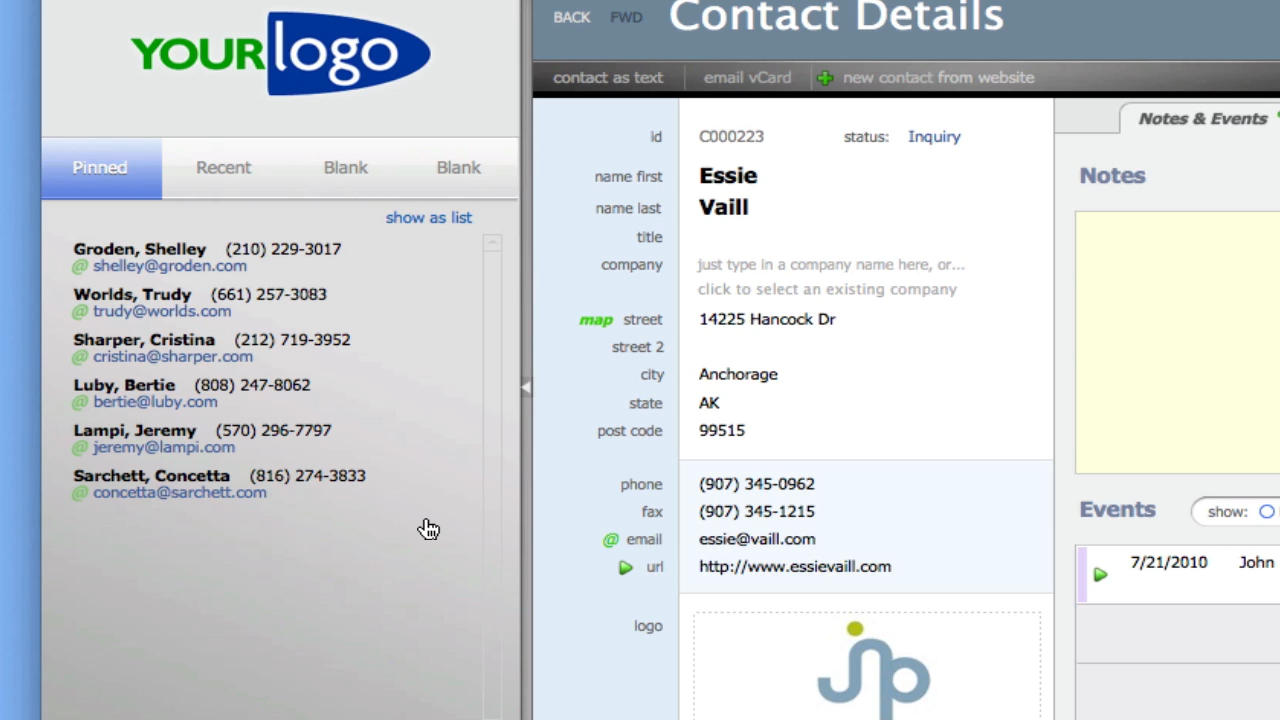 YOURlogo
Pinned Recent Blank Blank
show as list
Groden, Shelley (210) 229-3017
@ shelley@groden.com
Worlds, Trudy (661) 257-3083
@ trudy@worlds.com
Sharper, Cristina (212) 719-3952
@ cristina@sharper.com
Luby, Bertie (808) 247-8062
@ bertie@luby.com
Lampi, Jeremy (570) 296-7797
@ jeremy@lampi.com
Sarchett, Concetta (816) 274-3833
@ concetta@sarchett.com
BACK FWD Contact Details
contact as text email vCard new contact from website
id C000223 status: Inquiry
name first Essie
name last Vaill
title
company just type in a company name here, or...
click to select an existing company
map street 14225 Hancock Dr
street 2
city Anchorage
state AK
post code 99515
phone (907) 345-0962
fax (907) 345-1215
@ email essie@vaill.com
url http://www.essievaill.com
logo
jnp
Notes & Events
Notes
Events show:
7/21/2010 John